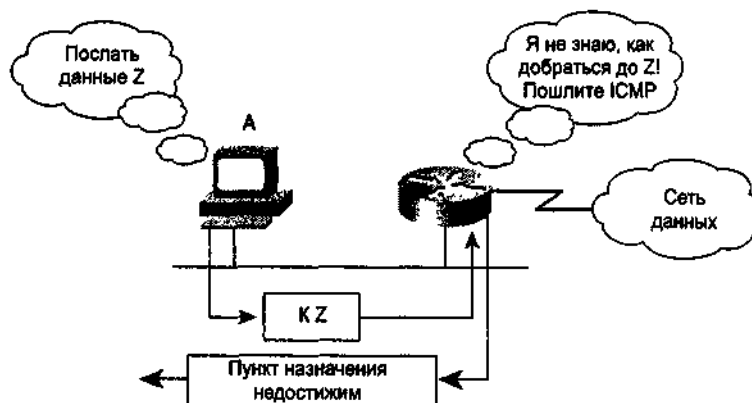 Послать
данные Z
Я не знаю, как
добраться до Z!
Пошлите ICMP
А
Сеть
данных
К Z
Пункт назначения
недостижим